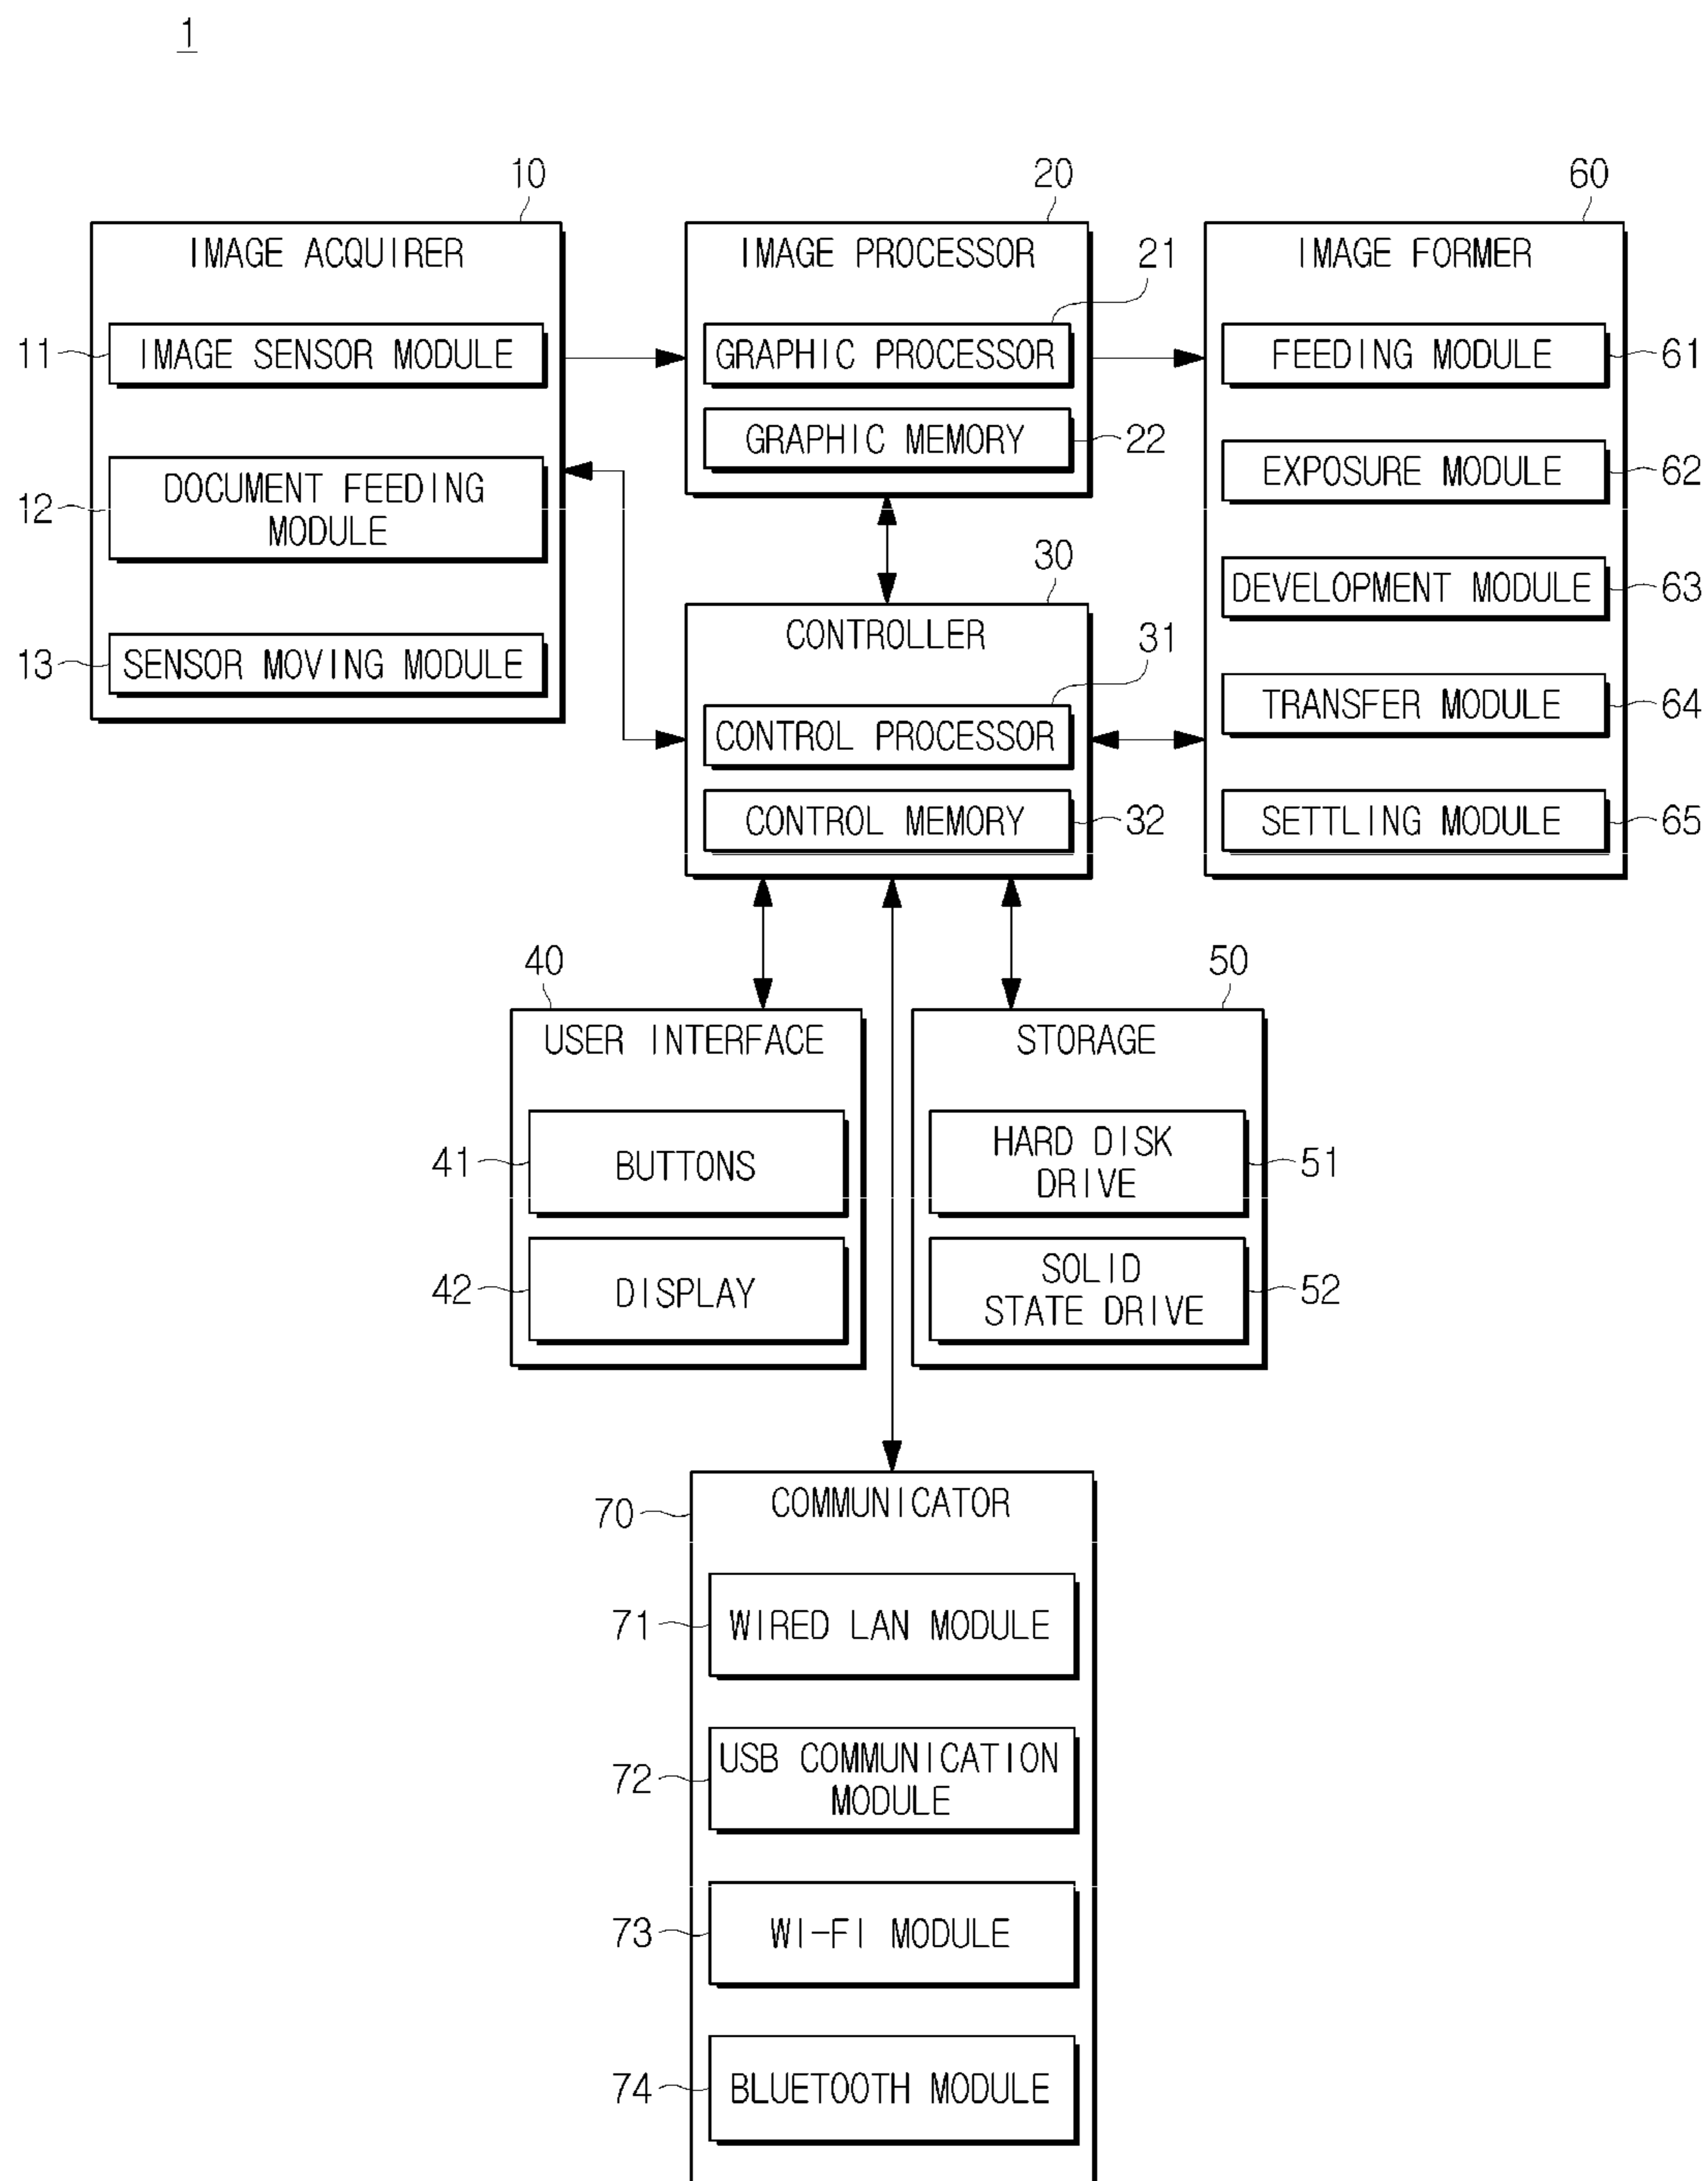 1
10
IMAGE ACQUIRER
11
IMAGE SENSOR MODULE
12
DOCUMENT FEEDING
MODULE
13
SENSOR MOVING MODULE
20
IMAGE PROCESSOR
21
GRAPHIC PROCESSOR
GRAPHIC MEMORY
22
30
CONTROLLER
31
CONTROL PROCESSOR
CONTROL MEMORY
32
60
IMAGE FORMER
FEEDING MODULE
61
EXPOSURE MODULE
62
DEVELOPMENT MODULE
63
TRANSFER MODULE
64
SETTLING MODULE
65
40
USER INTERFACE
41
BUTTONS
42
DISPLAY
50
STORAGE
HARD DISK
DRIVE
51
SOLID
STATE DRIVE
52
70
COMMUNICATOR
71
WIRED LAN MODULE
72
USB COMMUNICATION
MODULE
73
WI-FI MODULE
74
BLUETOOTH MODULE